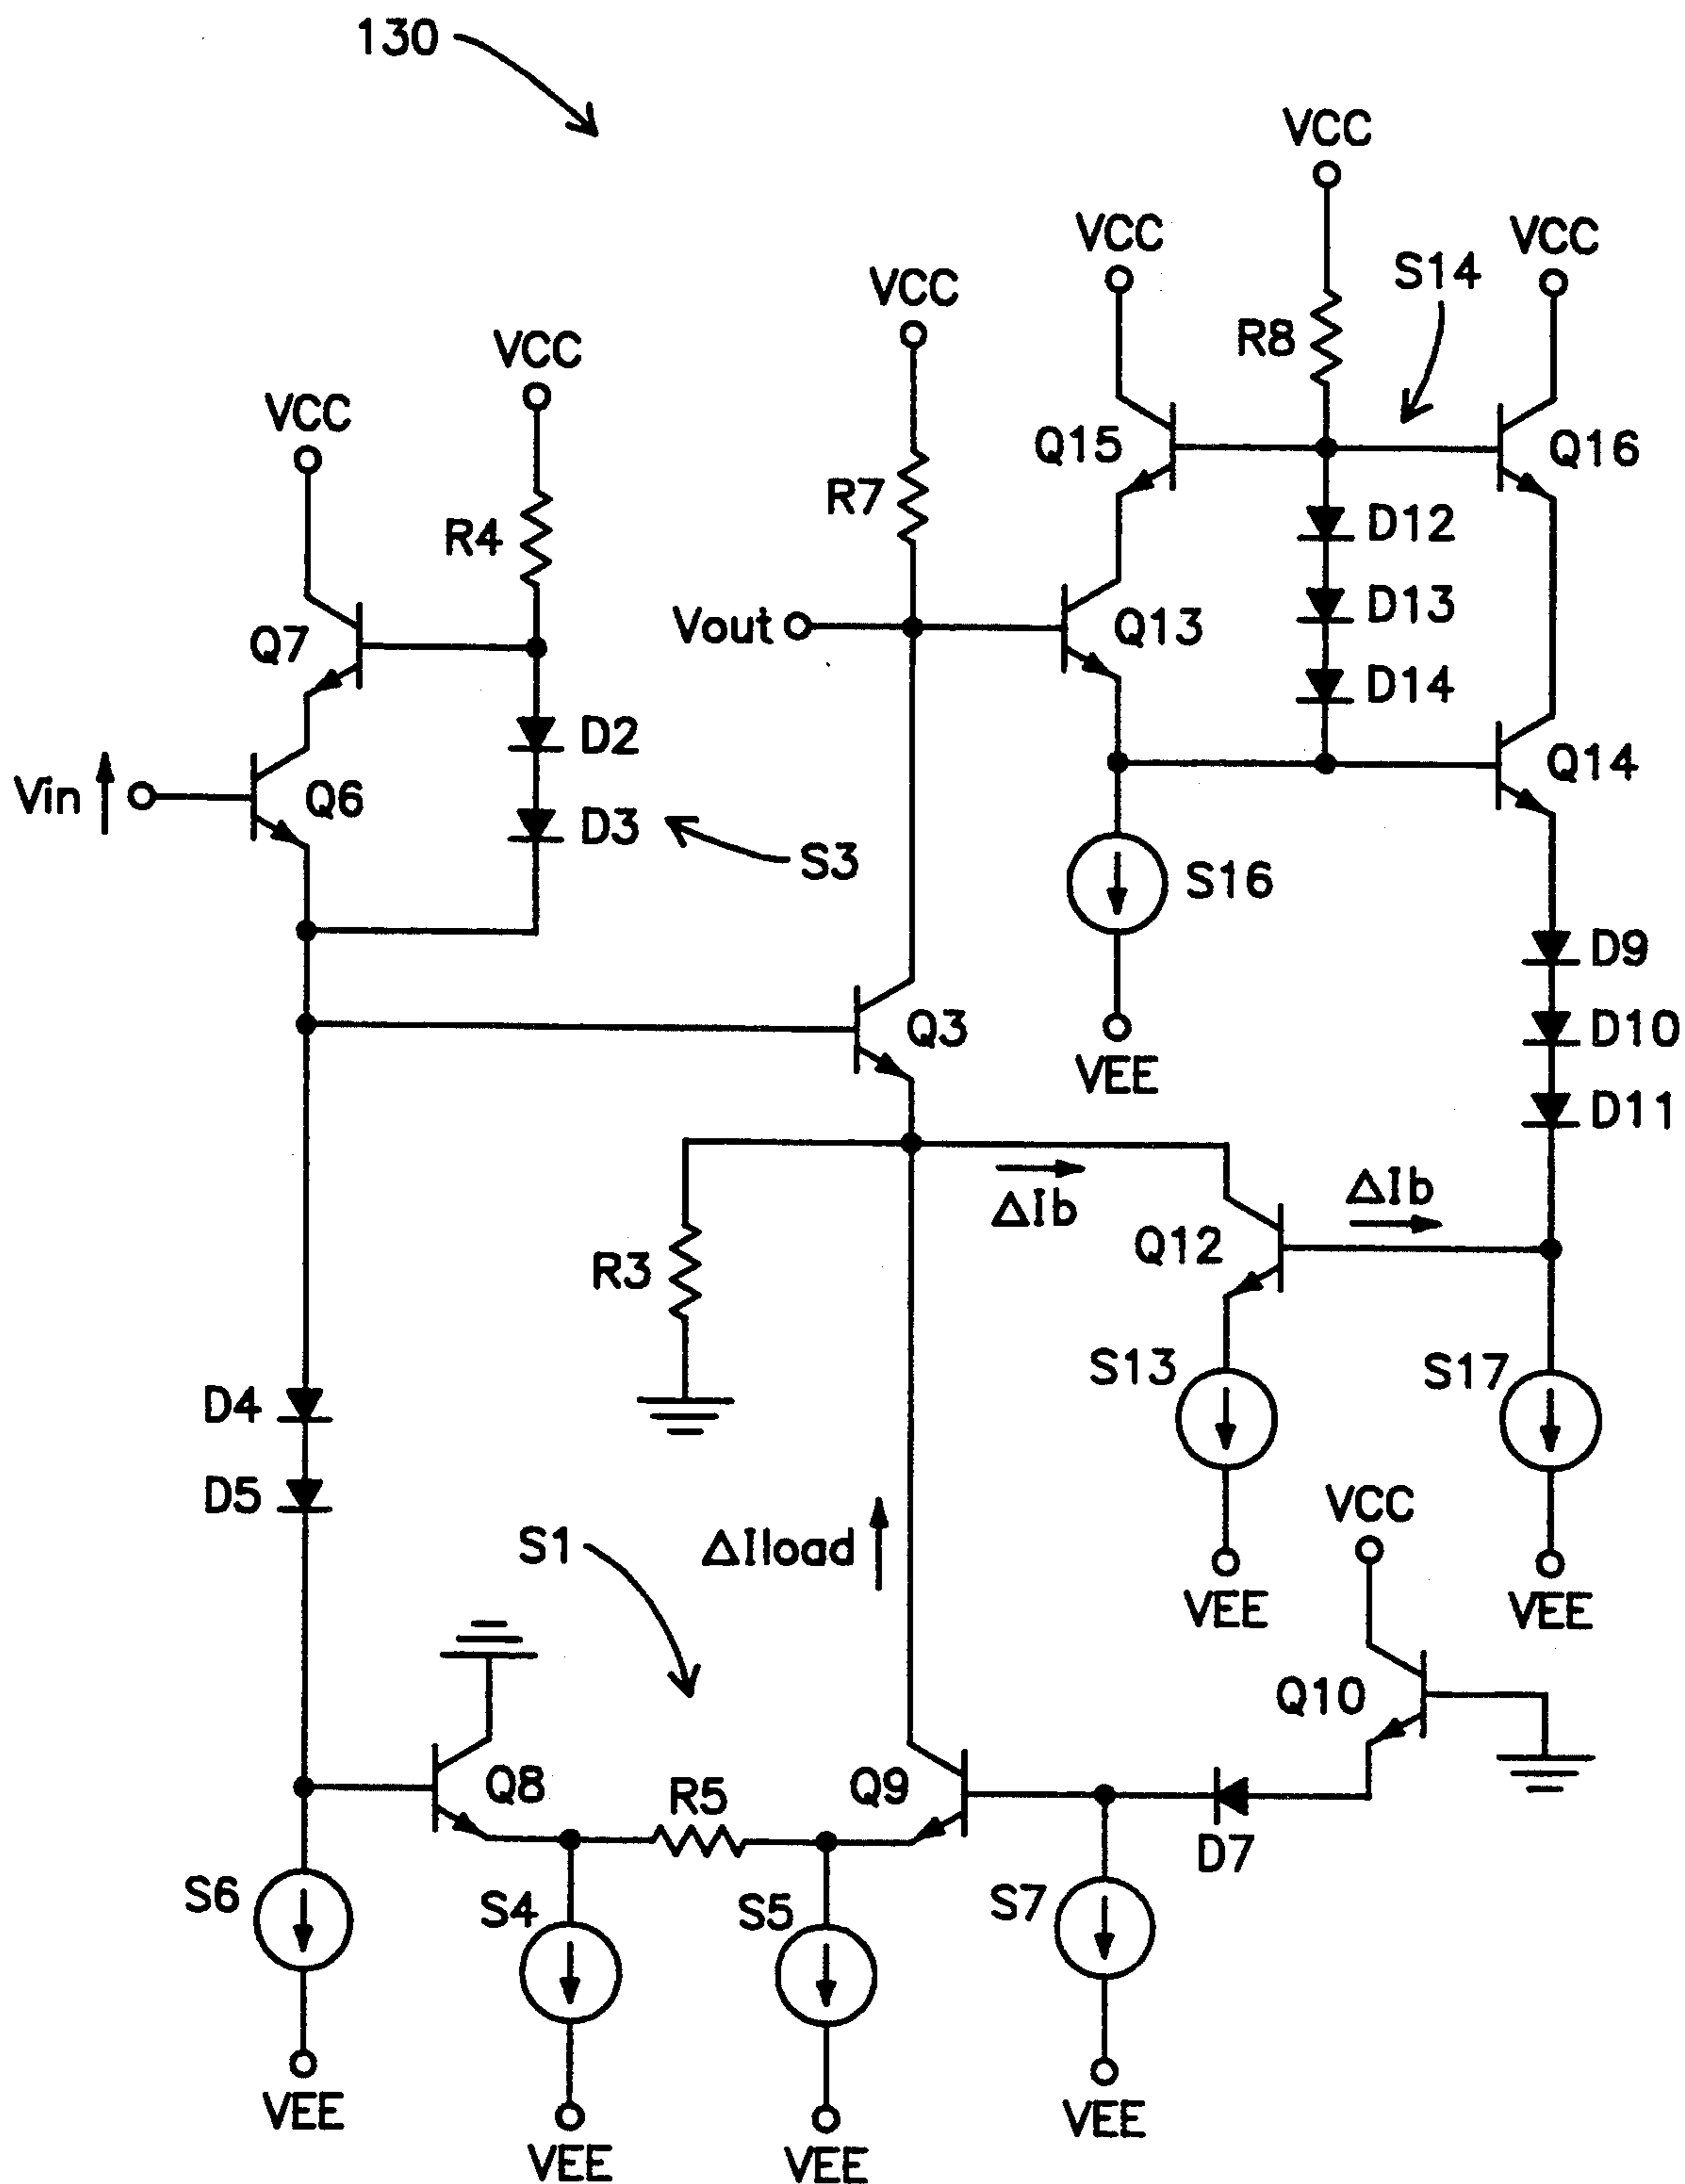 130
VCC
VCC
VCC
S14
VCC
R8
VCC
VCC
Q15
Q16
VCC
R7
D12
R4
D13
Vout
Q13
Q7
D14
D2
Q14
Vin
Q6
D3
S3
S16
D9
Q3
D10
VEE
D11
ΔIb
ΔIb
Q12
R3
S13
S17
D4
D5
VCC
S1
ΔIload
VEE
VEE
Q10
Q8
R5
Q9
D7
S6
S4
S5
S7
VEE
VEE
VEE
VEE